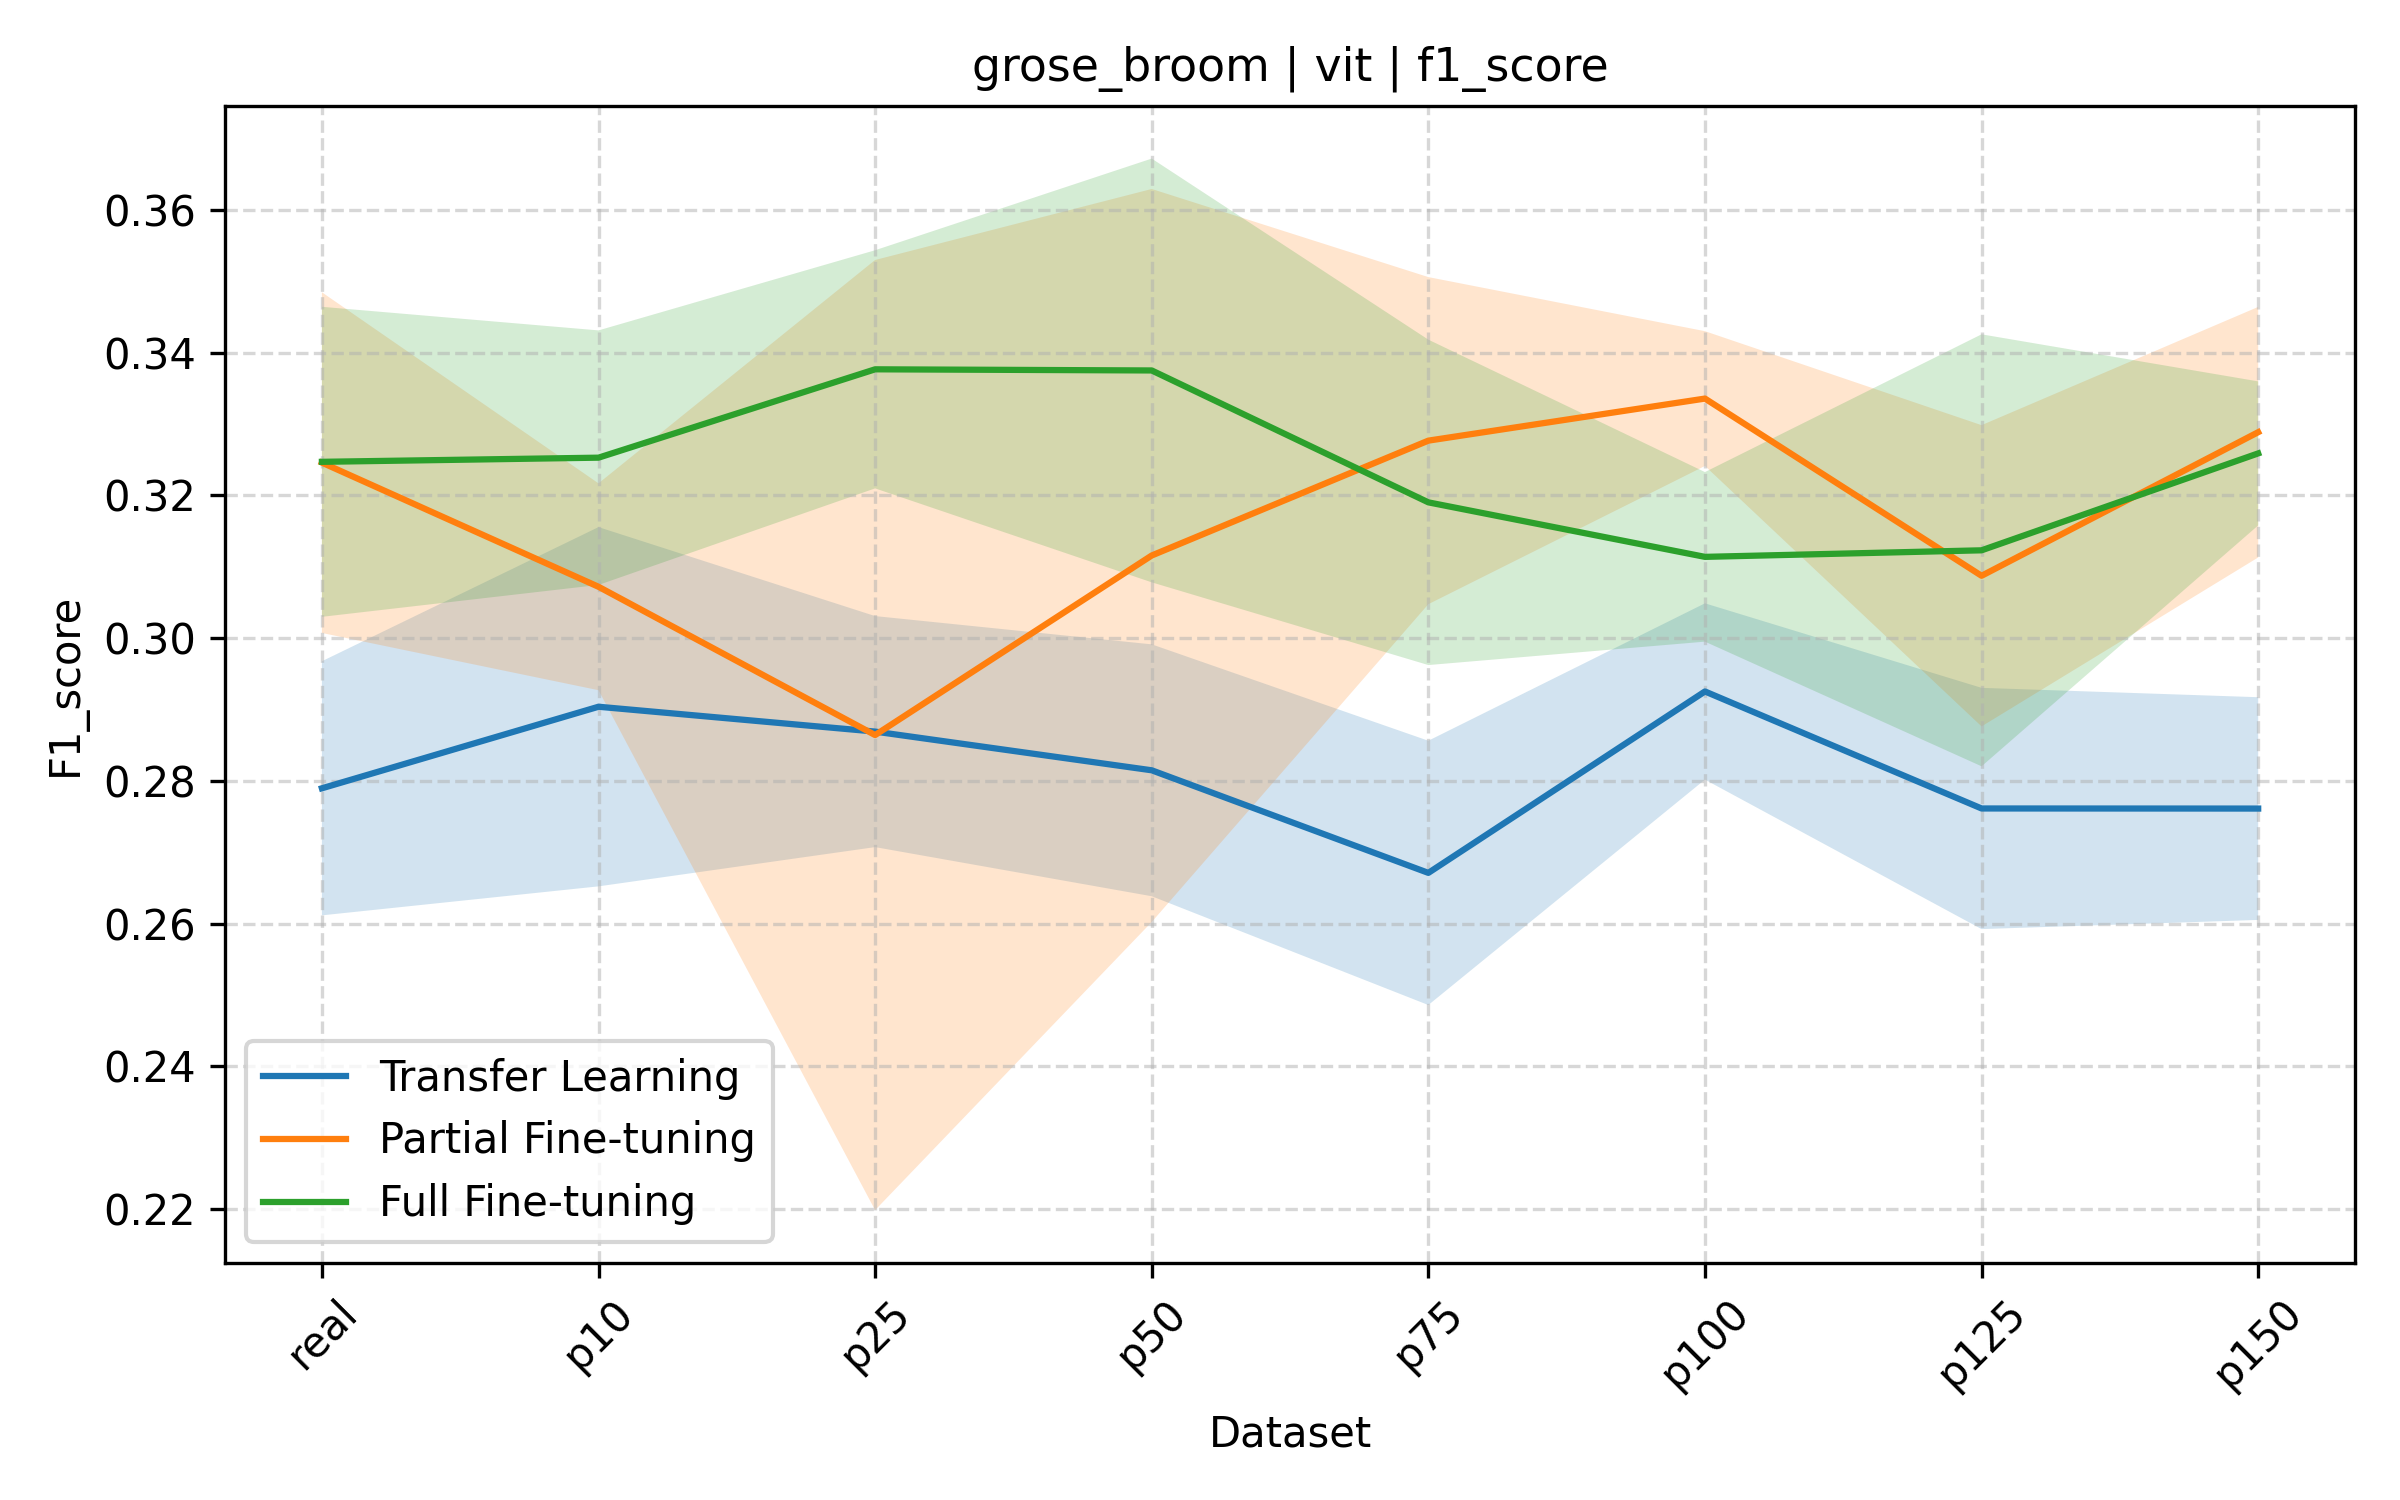 grose_broom | vit | f1_score
F1_score
0.36
0.34
0.32
0.30
0.28
0.26
0.24
0.22
Transfer Learning
Partial Fine-tuning
Full Fine-tuning
real
p10
p25
p50
p75
p100
p125
p150
Dataset